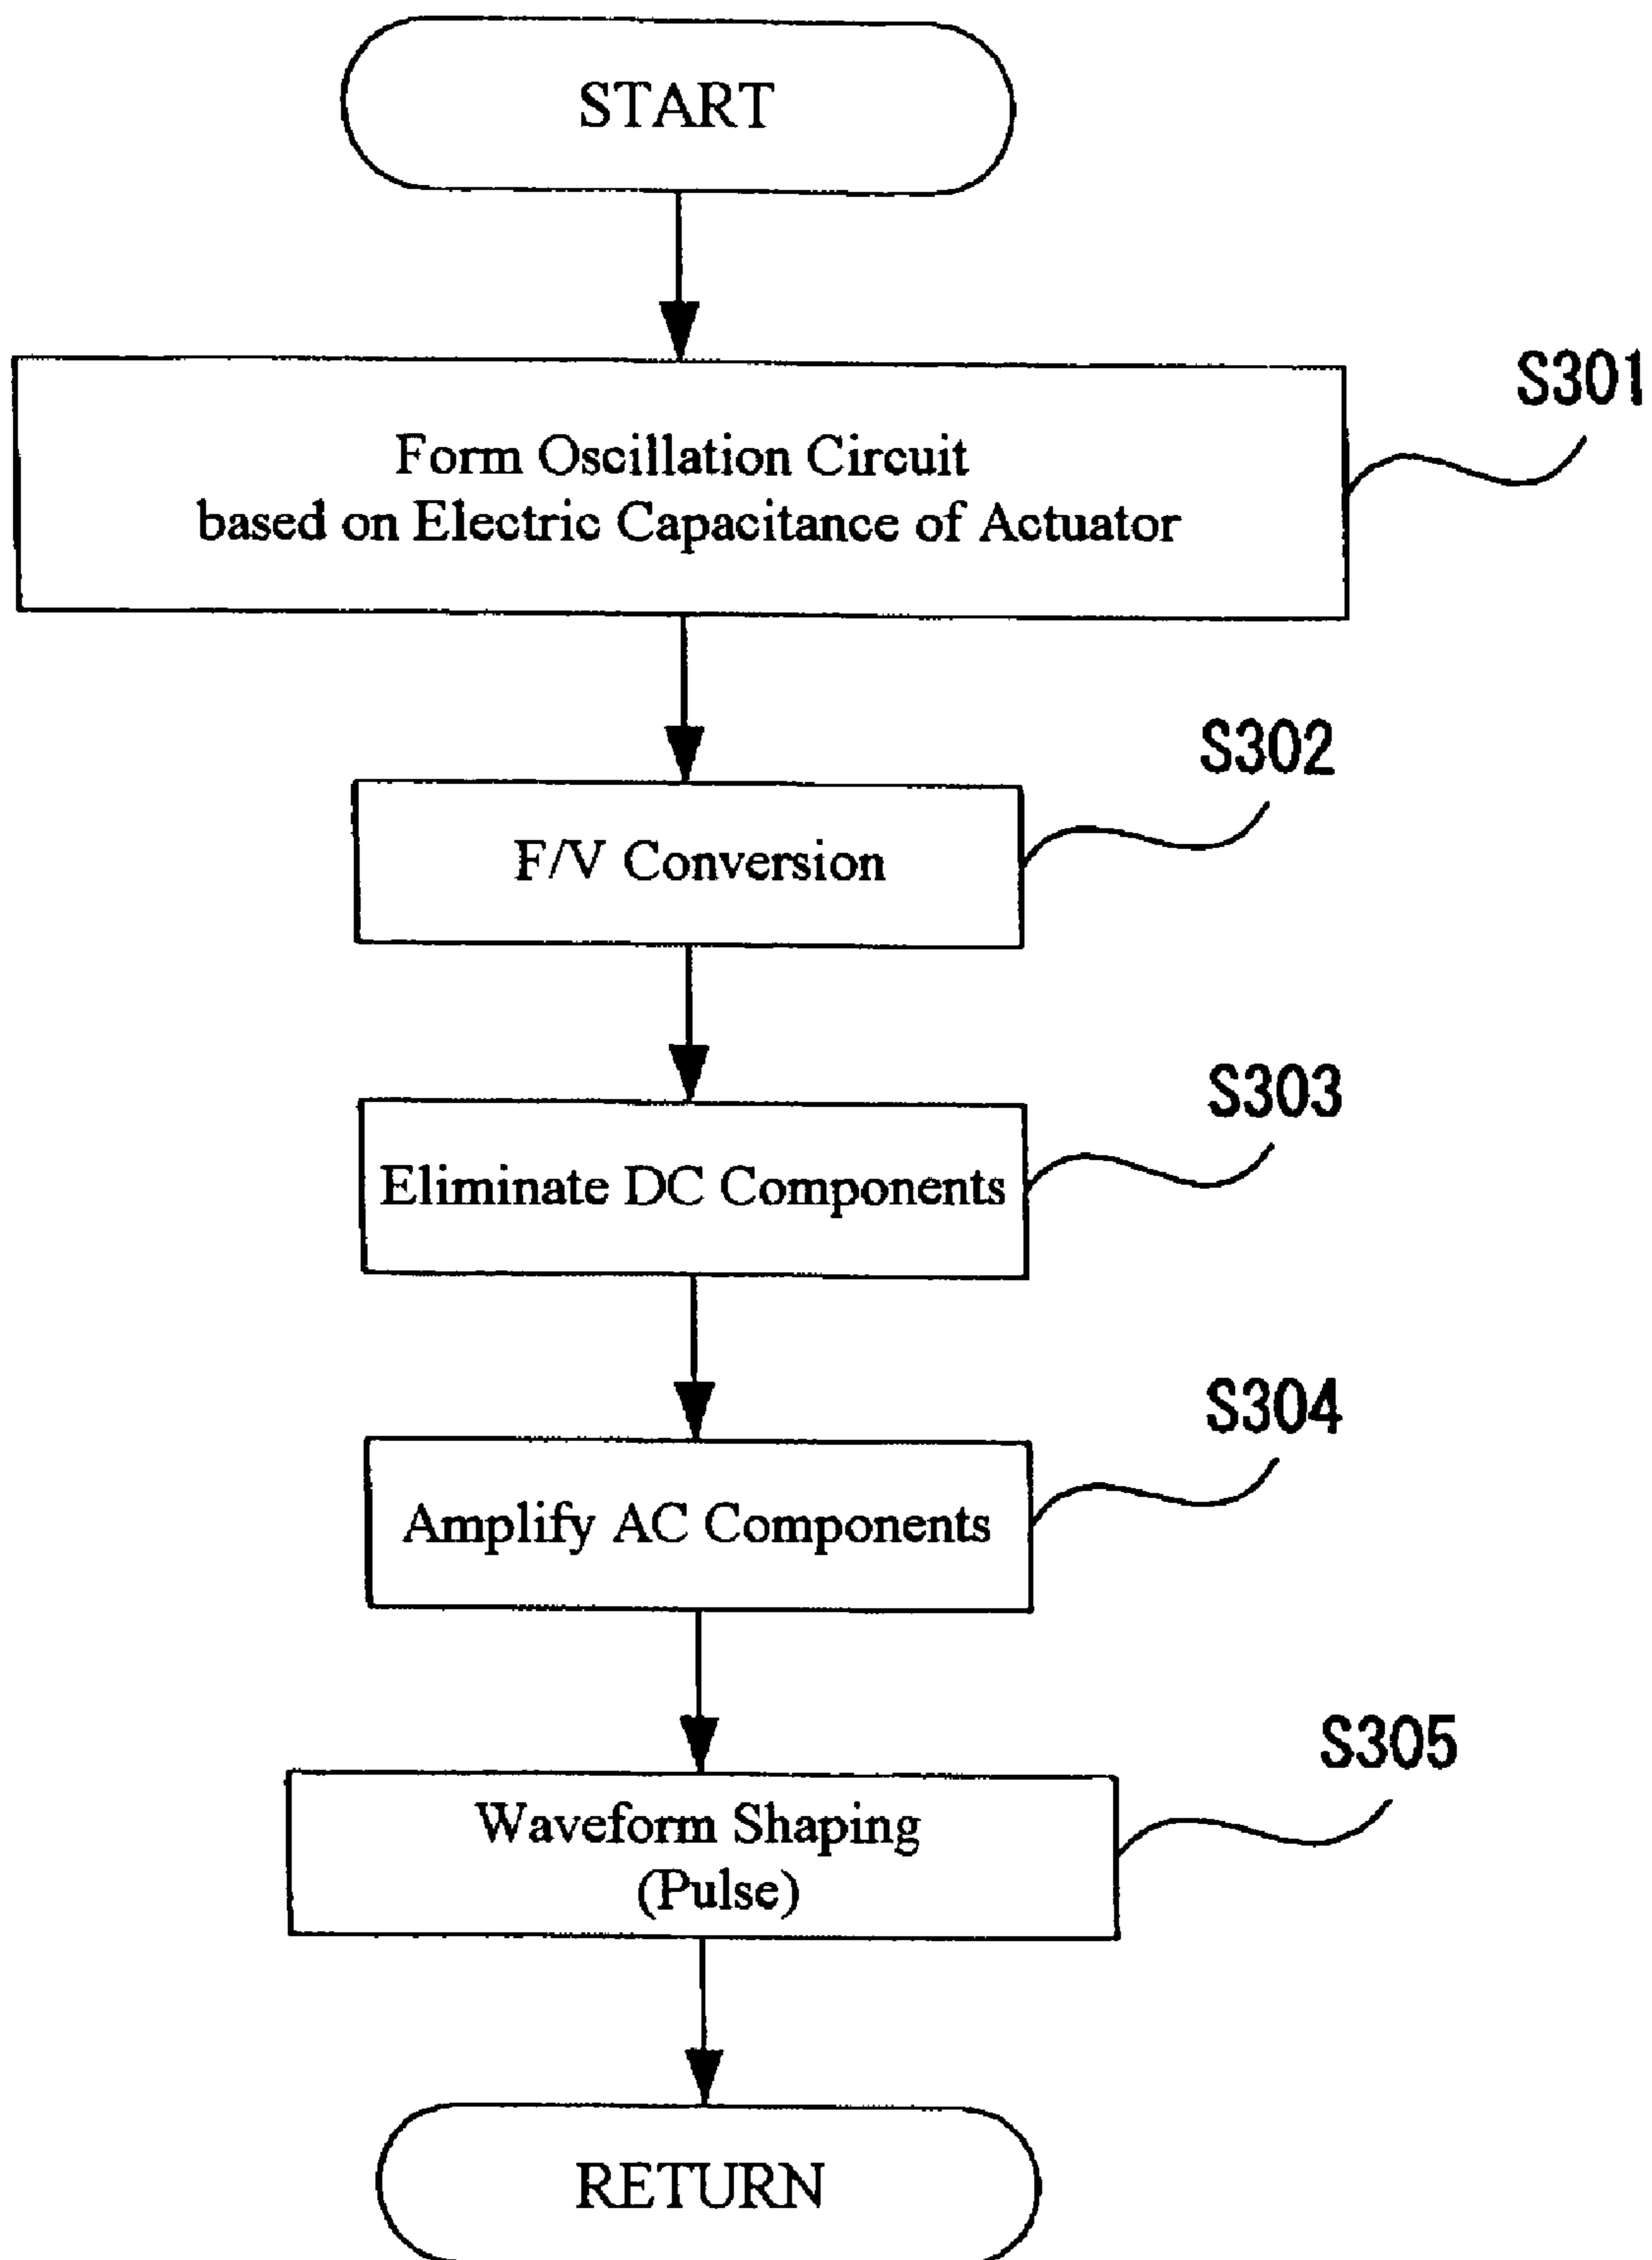 START
S301
Form Oscillation Circuit
based on Electric Capacitance of Actuator
S302
F/V Conversion
S303
Eliminate DC Components
S304
Amplify AC Components
S305
Waveform Shaping
(Pulse)
RETURN